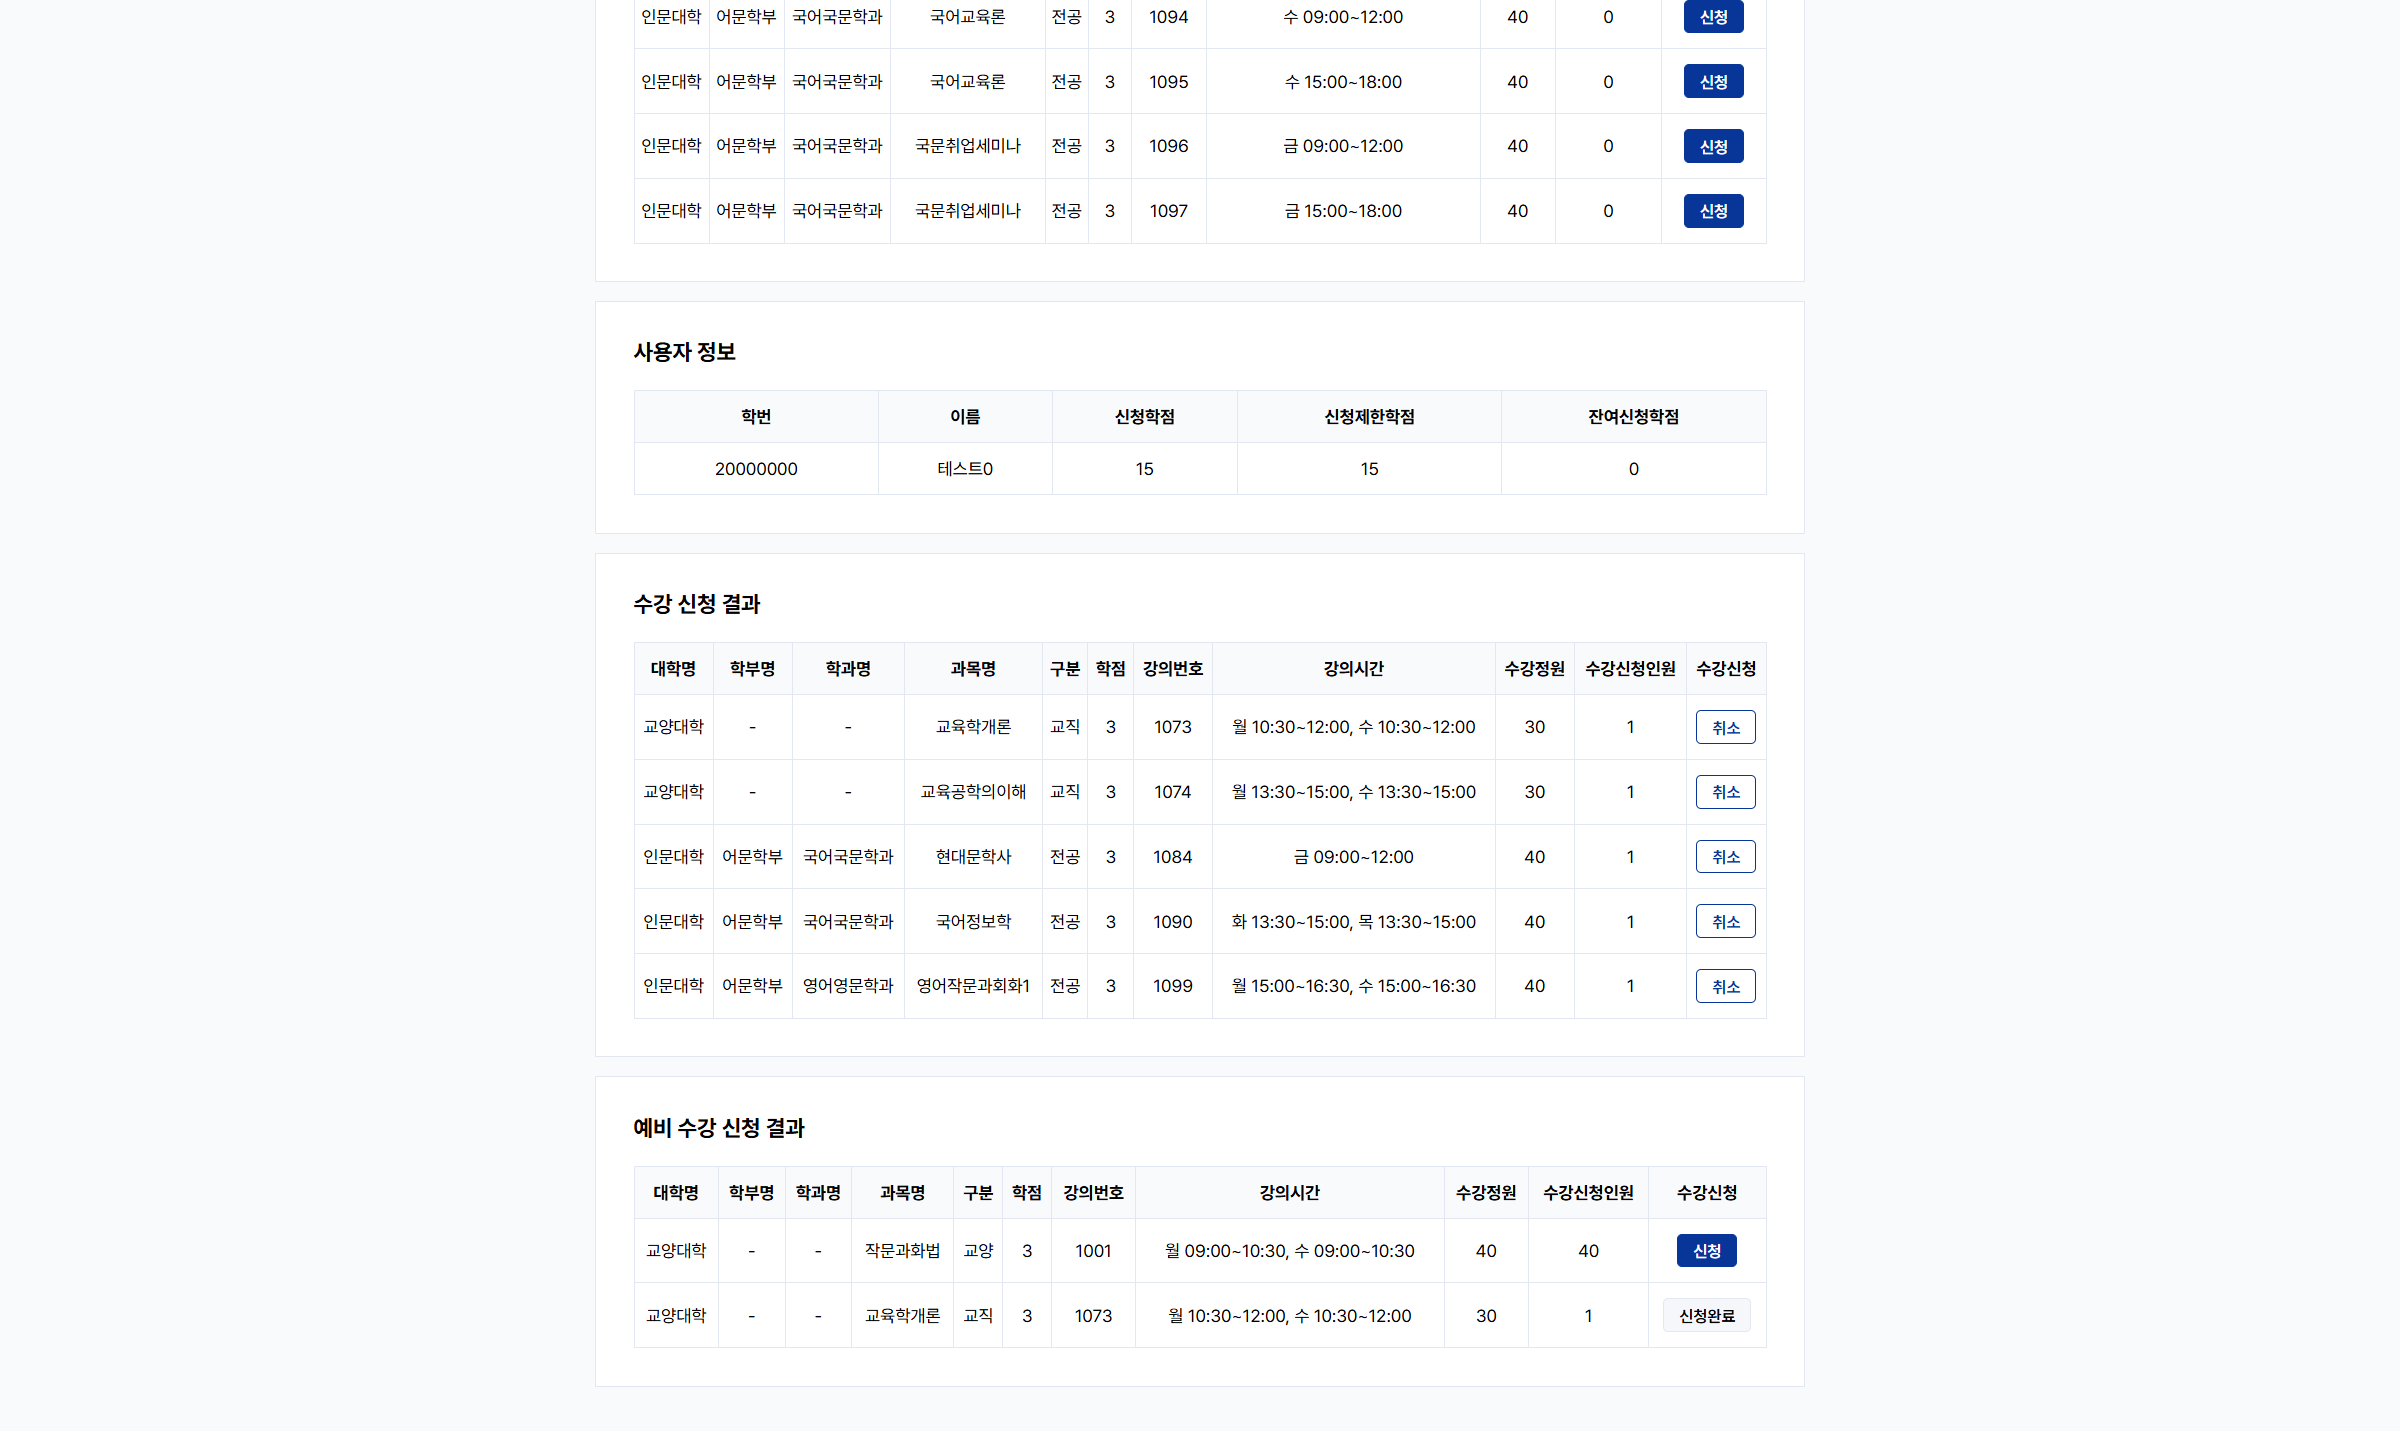 인문대학 어문학부 국어국문학과 국어교육론 전공 3 1094 수 09:00~12:00 40 0 신청
인문대학 어문학부 국어국문학과 국어교육론 전공 3 1095 수 15:00~18:00 40 0 신청
인문대학 어문학부 국어국문학과 국문취업세미나 전공 3 1096 금 09:00~12:00 40 0 신청
인문대학 어문학부 국어국문학과 국문취업세미나 전공 3 1097 금 15:00~18:00 40 0 신청
사용자 정보
학번 이름 신청학점 신청제한학점 잔여신청학점
20000000 테스트0 15 15 0
수강 신청 결과
대학명 학부명 학과명 과목명 구분 학점 강의번호 강의시간 수강정원 수강신청인원 수강신청
교양대학 - - 교육학개론 교직 3 1073 월 10:30~12:00, 수 10:30~12:00 30 1 취소
교양대학 - - 교육공학의이해 교직 3 1074 월 13:30~15:00, 수 13:30~15:00 30 1 취소
인문대학 어문학부 국어국문학과 현대문학사 전공 3 1084 금 09:00~12:00 40 1 취소
인문대학 어문학부 국어국문학과 국어정보학 전공 3 1090 화 13:30~15:00, 목 13:30~15:00 40 1 취소
인문대학 어문학부 영어영문학과 영어작문과회화1 전공 3 1099 월 15:00~16:30, 수 15:00~16:30 40 1 취소
예비 수강 신청 결과
대학명 학부명 학과명 과목명 구분 학점 강의번호 강의시간 수강정원 수강신청인원 수강신청
교양대학 - - 작문과화법 교양 3 1001 월 09:00~10:30, 수 09:00~10:30 40 40 신청
교양대학 - - 교육학개론 교직 3 1073 월 10:30~12:00, 수 10:30~12:00 30 1 신청완료